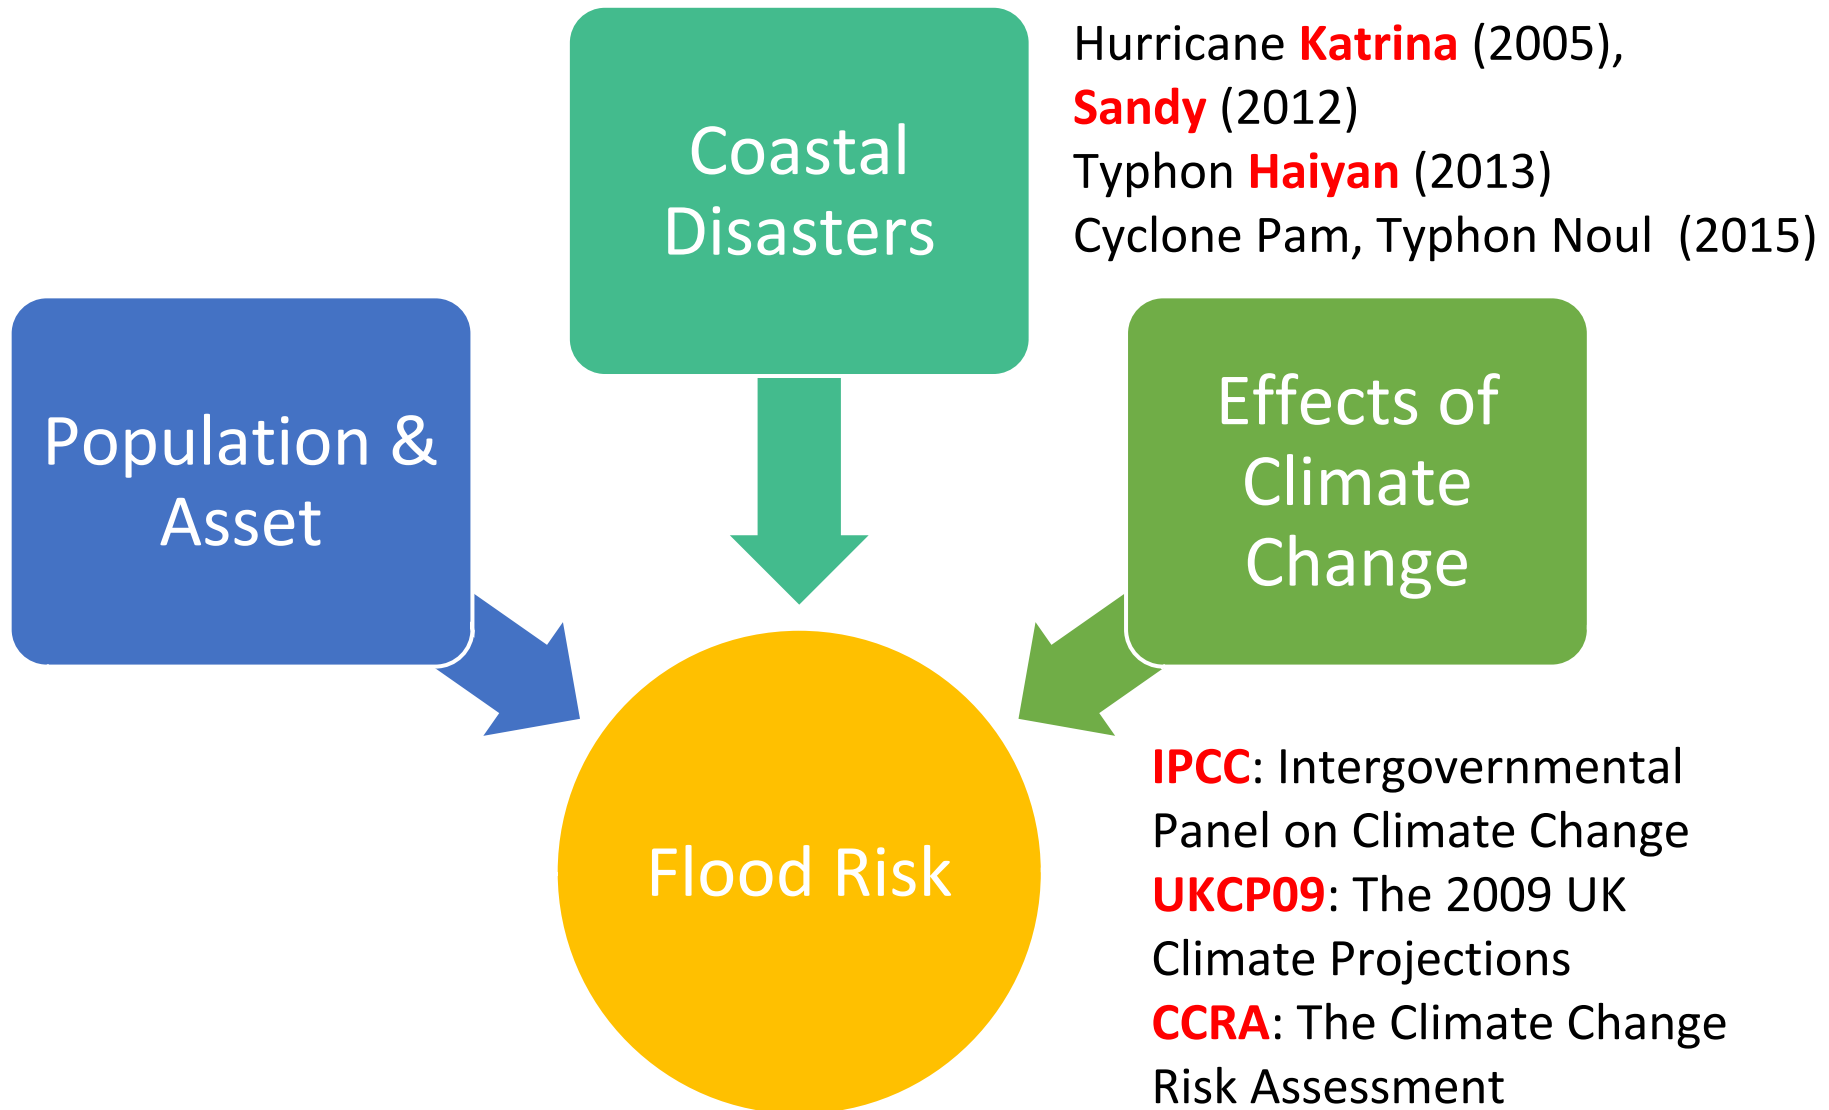 Coastal
Disasters
Hurricane Katrina (2005),
Sandy (2012)
Typhon Haiyan (2013)
Cyclone Pam, Typhon Noul  (2015)
Population &
Asset
Effects of
Climate
Change
Flood Risk
IPCC: Intergovernmental
Panel on Climate Change
UKCP09: The 2009 UK
Climate Projections
CCRA: The Climate Change
Risk Assessment